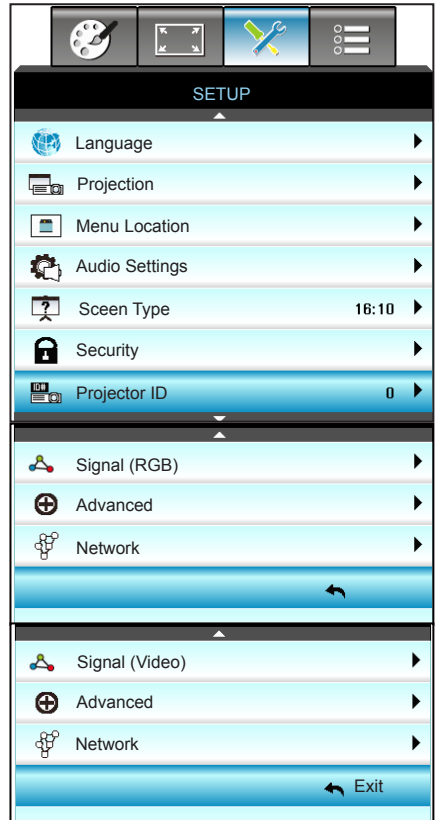 SETUP
Language
Projection
Menu Location
Audio Settings
Sceen Type 16:10
Security
ID# Projector ID 0
Signal (RGB)
Advanced
Network
Signal (Video)
Advanced
Network
Exit